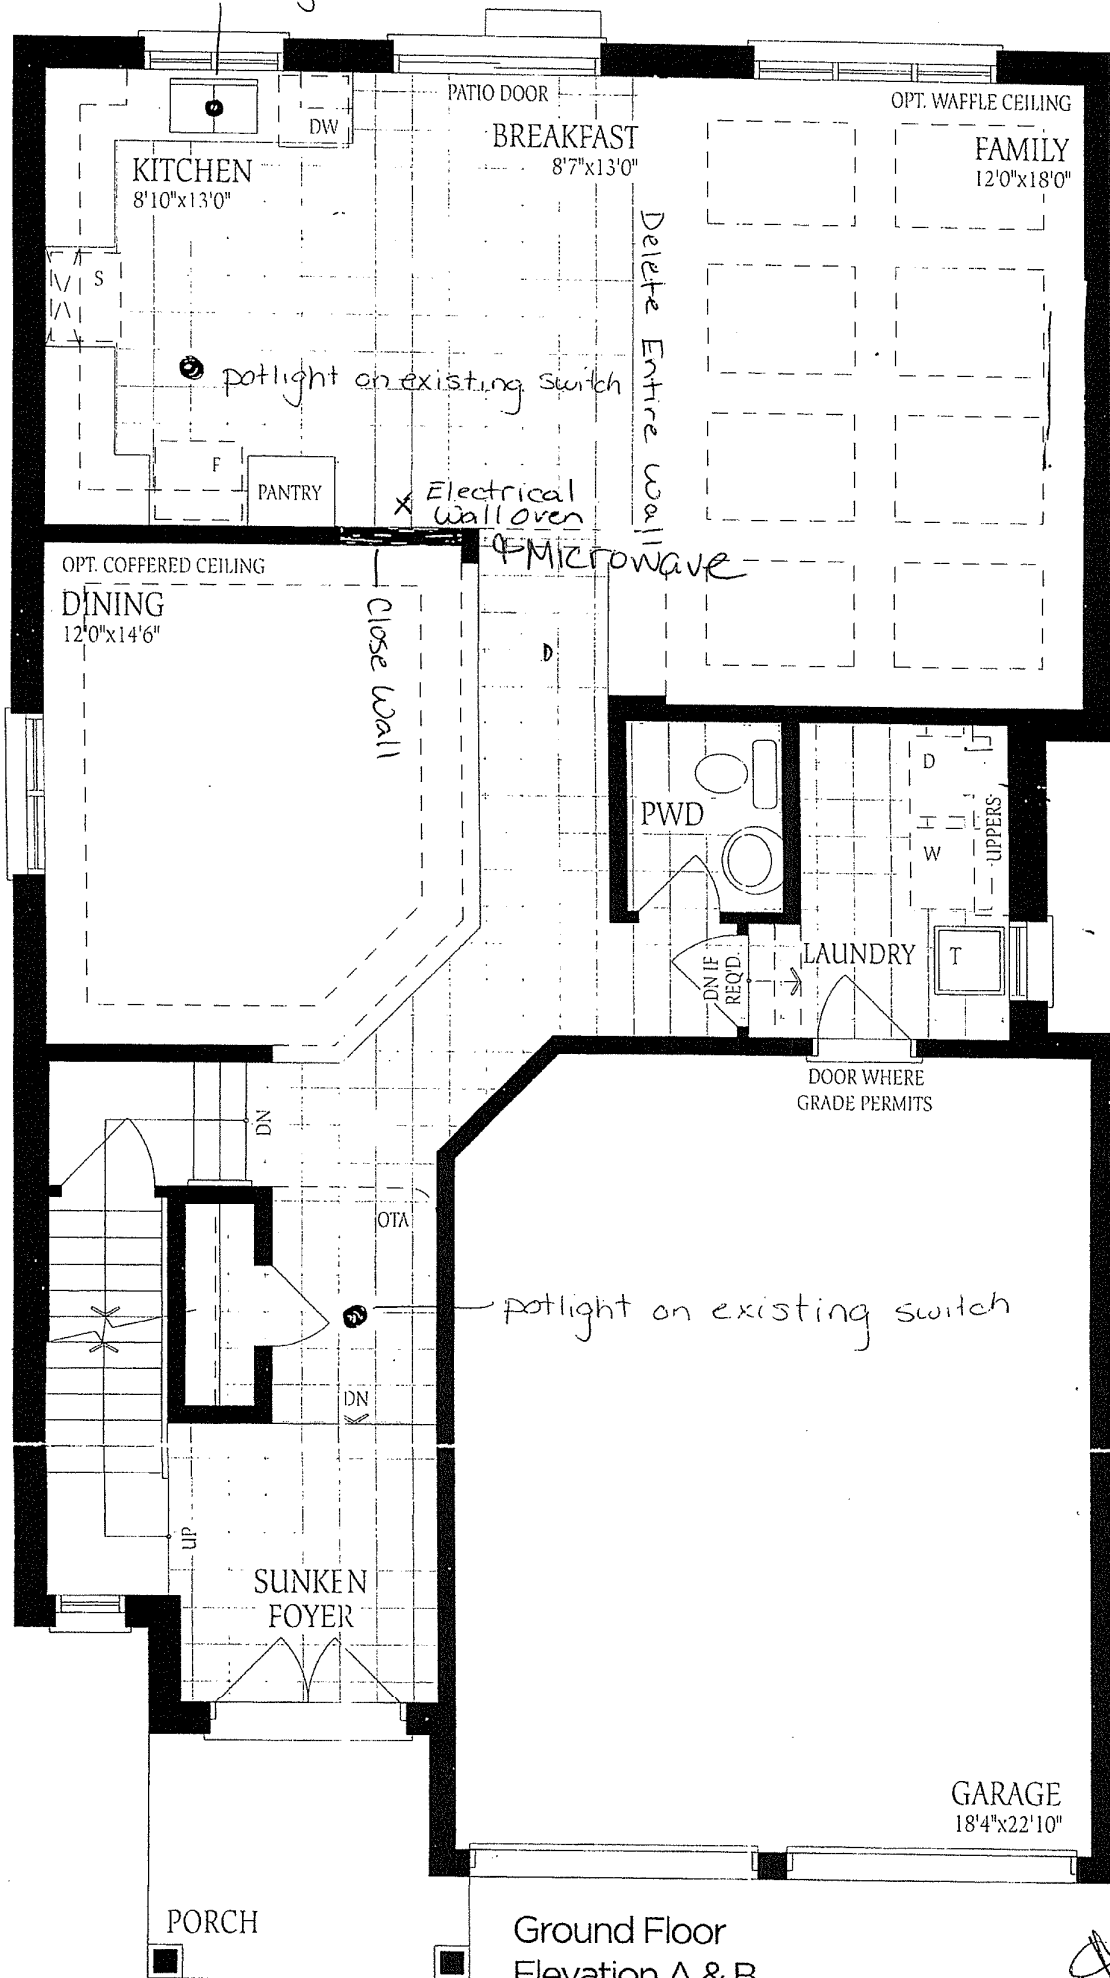 PATIO DOOR
OPT. WAFFLE CEILING
DW
BREAKFAST
8'7"x13'0"
FAMILY
12'0"x18'0"
KITCHEN
8'10"x13'0"
Delete Entire Wall
S
potlight on existing switch
F
PANTRY
X Electrical
Wall Oven
& Microwave
OPT. COFFERED CEILING
DINING
12'0"x14'6"
Close Wall
D
D
W
UPPERS
PWD
LAUNDRY
T
DN IF
REQ'D.
DOOR WHERE
GRADE PERMITS
DN
OTA
potlight on existing switch
DN
UP
SUNKEN
FOYER
GARAGE
18'4"x22'10"
PORCH
Ground Floor
Elevation A & B